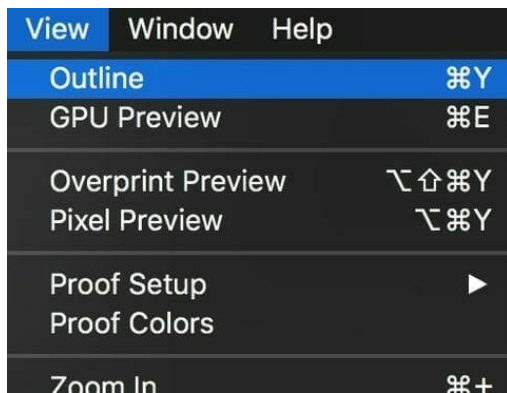 View Window Help
Outline ⌘Y
GPU Preview ⌘E
Overprint Preview ⌥⇧⌘Y
Pixel Preview ⌥⌘Y
Proof Setup ▶
Proof Colors
Zoom In ⌘+